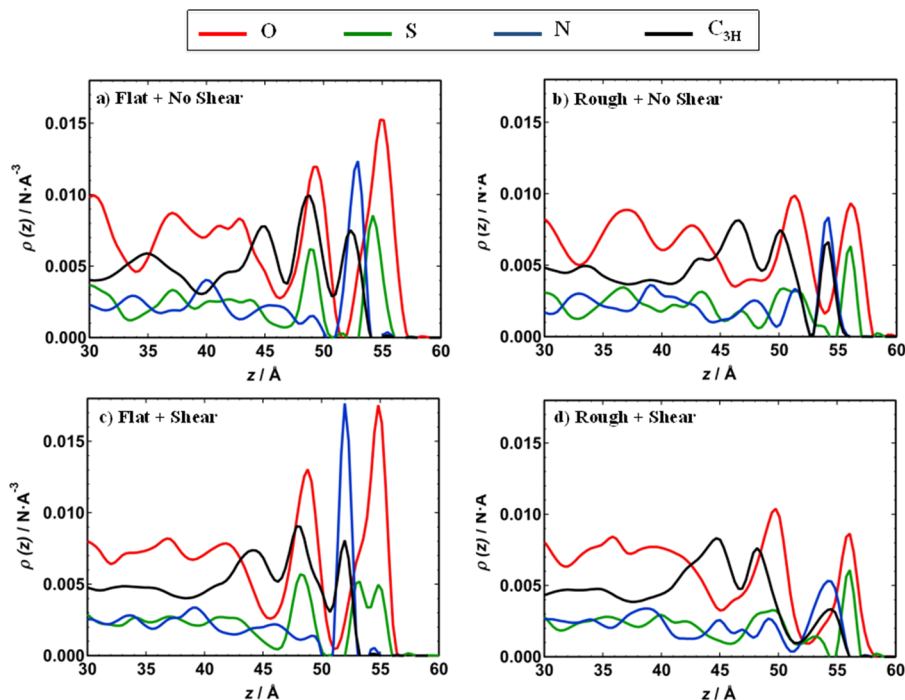 O S N C3H
a) Flat + No Shear
b) Rough + No Shear
0.015
0.010
0.005
0.000
ρ (z) / N·A⁻³
30 35 40 45 50 55 60
z / Å
0.015
0.010
0.005
0.000
ρ(z) / N·A
30 35 40 45 50 55 60
z / Å
c) Flat + Shear
d) Rough + Shear
0.015
0.010
0.005
0.000
ρ (z) / N·A⁻³
30 35 40 45 50 55 60
z / Å
0.015
0.010
0.005
0.000
ρ(z) / N·A
30 35 40 45 50 55 60
z / Å